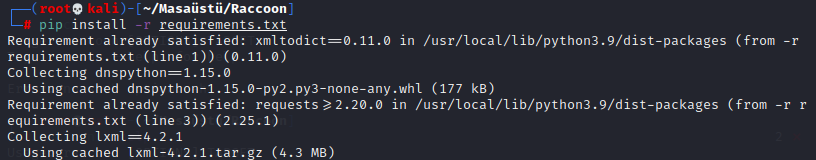 ┌──(root💀kali)-[~/Masaüstü/Raccoon]
└─# pip install -r requirements.txt
Requirement already satisfied: xmltodict==0.11.0 in /usr/local/lib/python3.9/dist-packages (from -r
requirements.txt (line 1)) (0.11.0)
Collecting dnspython==1.15.0
  Using cached dnspython-1.15.0-py2.py3-none-any.whl (177 kB)
Requirement already satisfied: requests≥2.20.0 in /usr/local/lib/python3.9/dist-packages (from -r r
equirements.txt (line 3)) (2.25.1)
Collecting lxml==4.2.1
  Using cached lxml-4.2.1.tar.gz (4.3 MB)